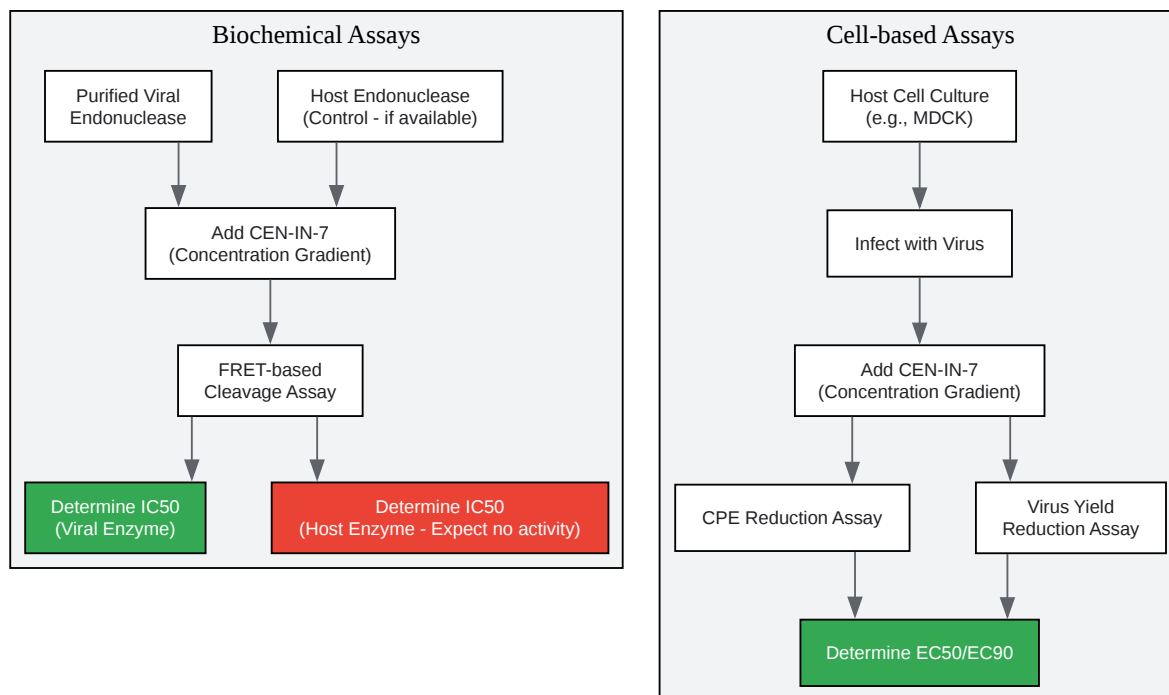 Biochemical Assays
Purified Viral
Endonuclease
Host Endonuclease
(Control - if available)
Add CEN-IN-7
(Concentration Gradient)
FRET-based
Cleavage Assay
Determine IC50
(Viral Enzyme)
Determine IC50
(Host Enzyme - Expect no activity)
Cell-based Assays
Host Cell Culture
(e.g., MDCK)
Infect with Virus
Add CEN-IN-7
(Concentration Gradient)
CPE Reduction Assay
Virus Yield
Reduction Assay
Determine EC50/EC90